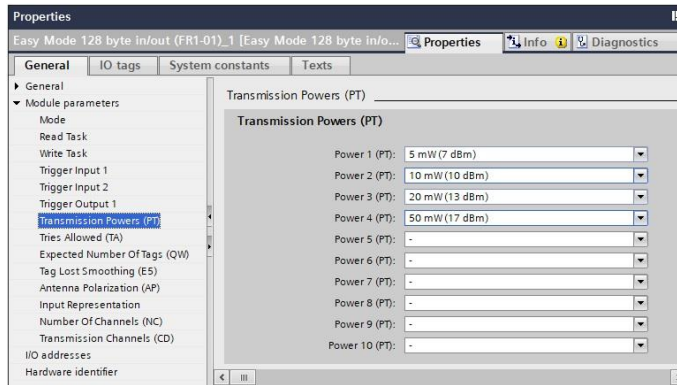 Properties
Easy Mode 128 byte in/out (FR1-01)_1 [Easy Mode 128 byte in/o...
Properties
Info
Diagnostics
General
IO tags
System constants
Texts
General
Module parameters
Mode
Read Task
Write Task
Trigger Input 1
Trigger Input 2
Trigger Output 1
Transmission Powers (PT)
Tries Allowed (TA)
Expected Number Of Tags (QW)
Tag Lost Smoothing (E5)
Antenna Polarization (AP)
Input Representation
Number Of Channels (NC)
Transmission Channels (CD)
I/O addresses
Hardware identifier
Transmission Powers (PT)
Transmission Powers (PT)
Power 1 (PT): 5 mW (7 dBm)
Power 2 (PT): 10 mW (10 dBm)
Power 3 (PT): 20 mW (13 dBm)
Power 4 (PT): 50 mW (17 dBm)
Power 5 (PT): -
Power 6 (PT): -
Power 7 (PT): -
Power 8 (PT): -
Power 9 (PT): -
Power 10 (PT): -